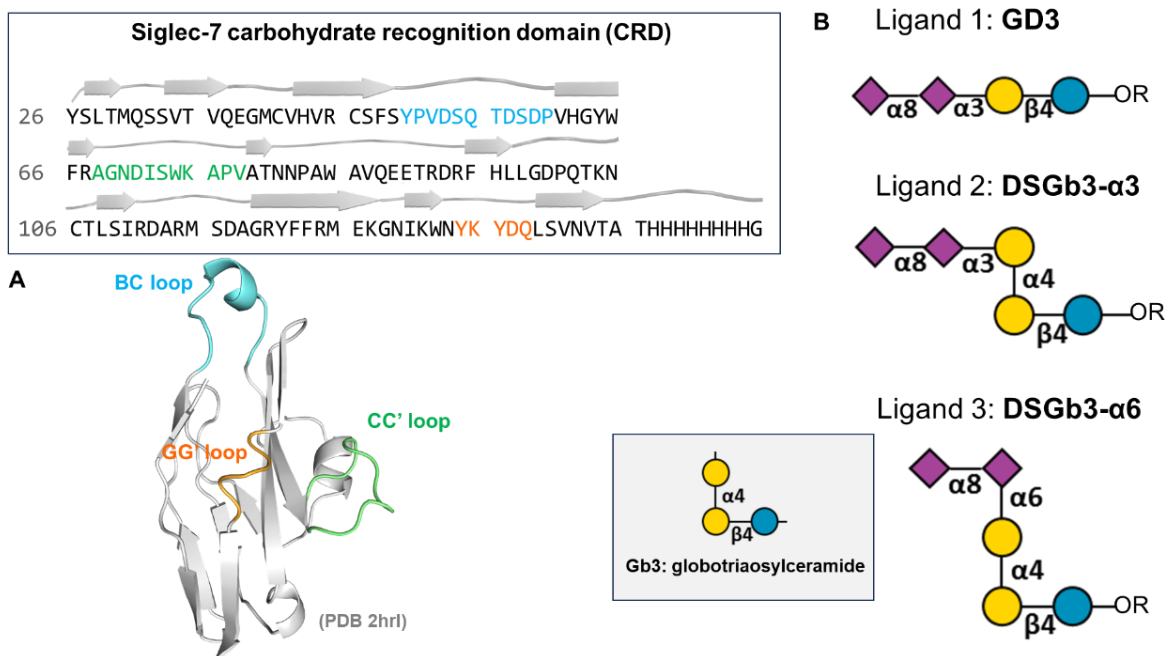 Siglec-7 carbohydrate recognition domain (CRD)
26 YSLTMQSSVT VQEGMCVHVR CSFSYPVDSQ TDSDPVHGYW
66 FRAGNDISWK APVATNNPAW AVQEETRDRF HLLGDPQTKN
106 CTLSIRDARM SDAGRYFFRM EKGNIKWNYK YDQLSVNVTA THHHHHHHHG
A
BC loop
CC' loop
GG' loop
(PDB 2hrl)
α4
β4
Gb3: globotriaosylceramide
B
Ligand 1: GD3
α8 α3 β4 OR
Ligand 2: DSGb3-α3
α8 α3
α4
β4 OR
Ligand 3: DSGb3-α6
α8
α6
α4
β4 OR